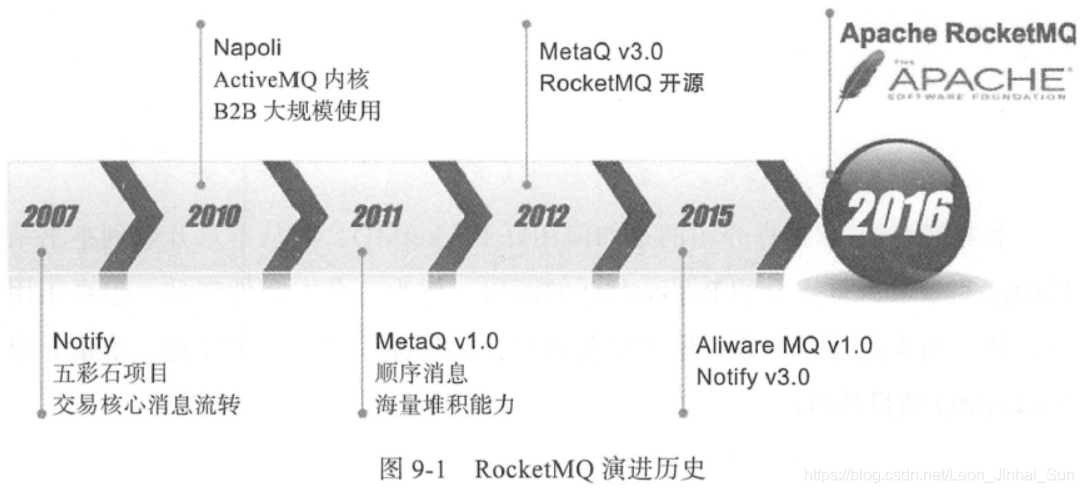 Napoli
ActiveMQ 内核
B2B 大规模使用
MetaQ v3.0
RocketMQ 开源
Apache RocketMQ
THE
APACHE
SOFTWARE FOUNDATION
2007
2010
2011
2012
2015
2016
Notify
五彩石项目
交易核心消息流转
MetaQ v1.0
顺序消息
海量堆积能力
Aliware MQ v1.0
Notify v3.0
图 9-1 RocketMQ 演进历史
https://blog.csdn.net/Leon_Jinhai_Sun